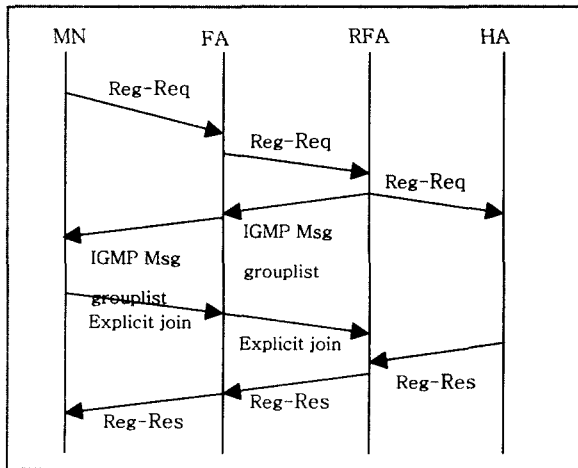 MN FA RFA HA
Reg-Req
Reg-Req
Reg-Req
IGMP Msg
grouplist
IGMP Msg
grouplist
Explicit join
Explicit join
Reg-Res
Reg-Res
Reg-Res